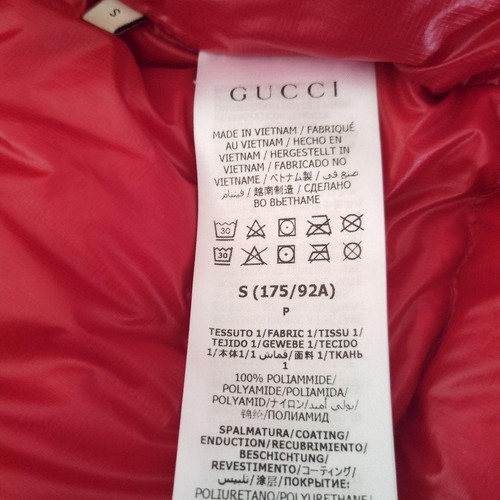 S
GUCCI
MADE IN VIETNAM / FABRIQUÉ
AU VIETNAM / HECHO EN
VIETNAM / HERGESTELLT IN
VIETNAM / FABRICADO NO
VIETNAME / ベトナム製 / صنع في
فيتنام / 越南制造 / СДЕЛАНО
ВО ВЬЕТНАМЕ
30
30
S (175/92A)
P
TESSUTO 1/FABRIC 1/TISSU 1/
TEJIDO 1/GEWEBE 1/TECIDO
1/本体1/1 قماش/面料 1/ТКАНЬ
1
100% POLIAMMIDE/
POLYAMIDE/POLIAMIDA/
POLYAMID/ナイロン/بولي أميد/
锦纶/ПОЛИАМИД
SPALMATURA/COATING/
ENDUCTION/RECUBRIMIENTO/
BESCHICHTUNG/
REVESTIMENTO/コーティング/
تلبيس/涂层/ПОКРЫТИЕ:
POLIURETANO/POLYURETHANE/